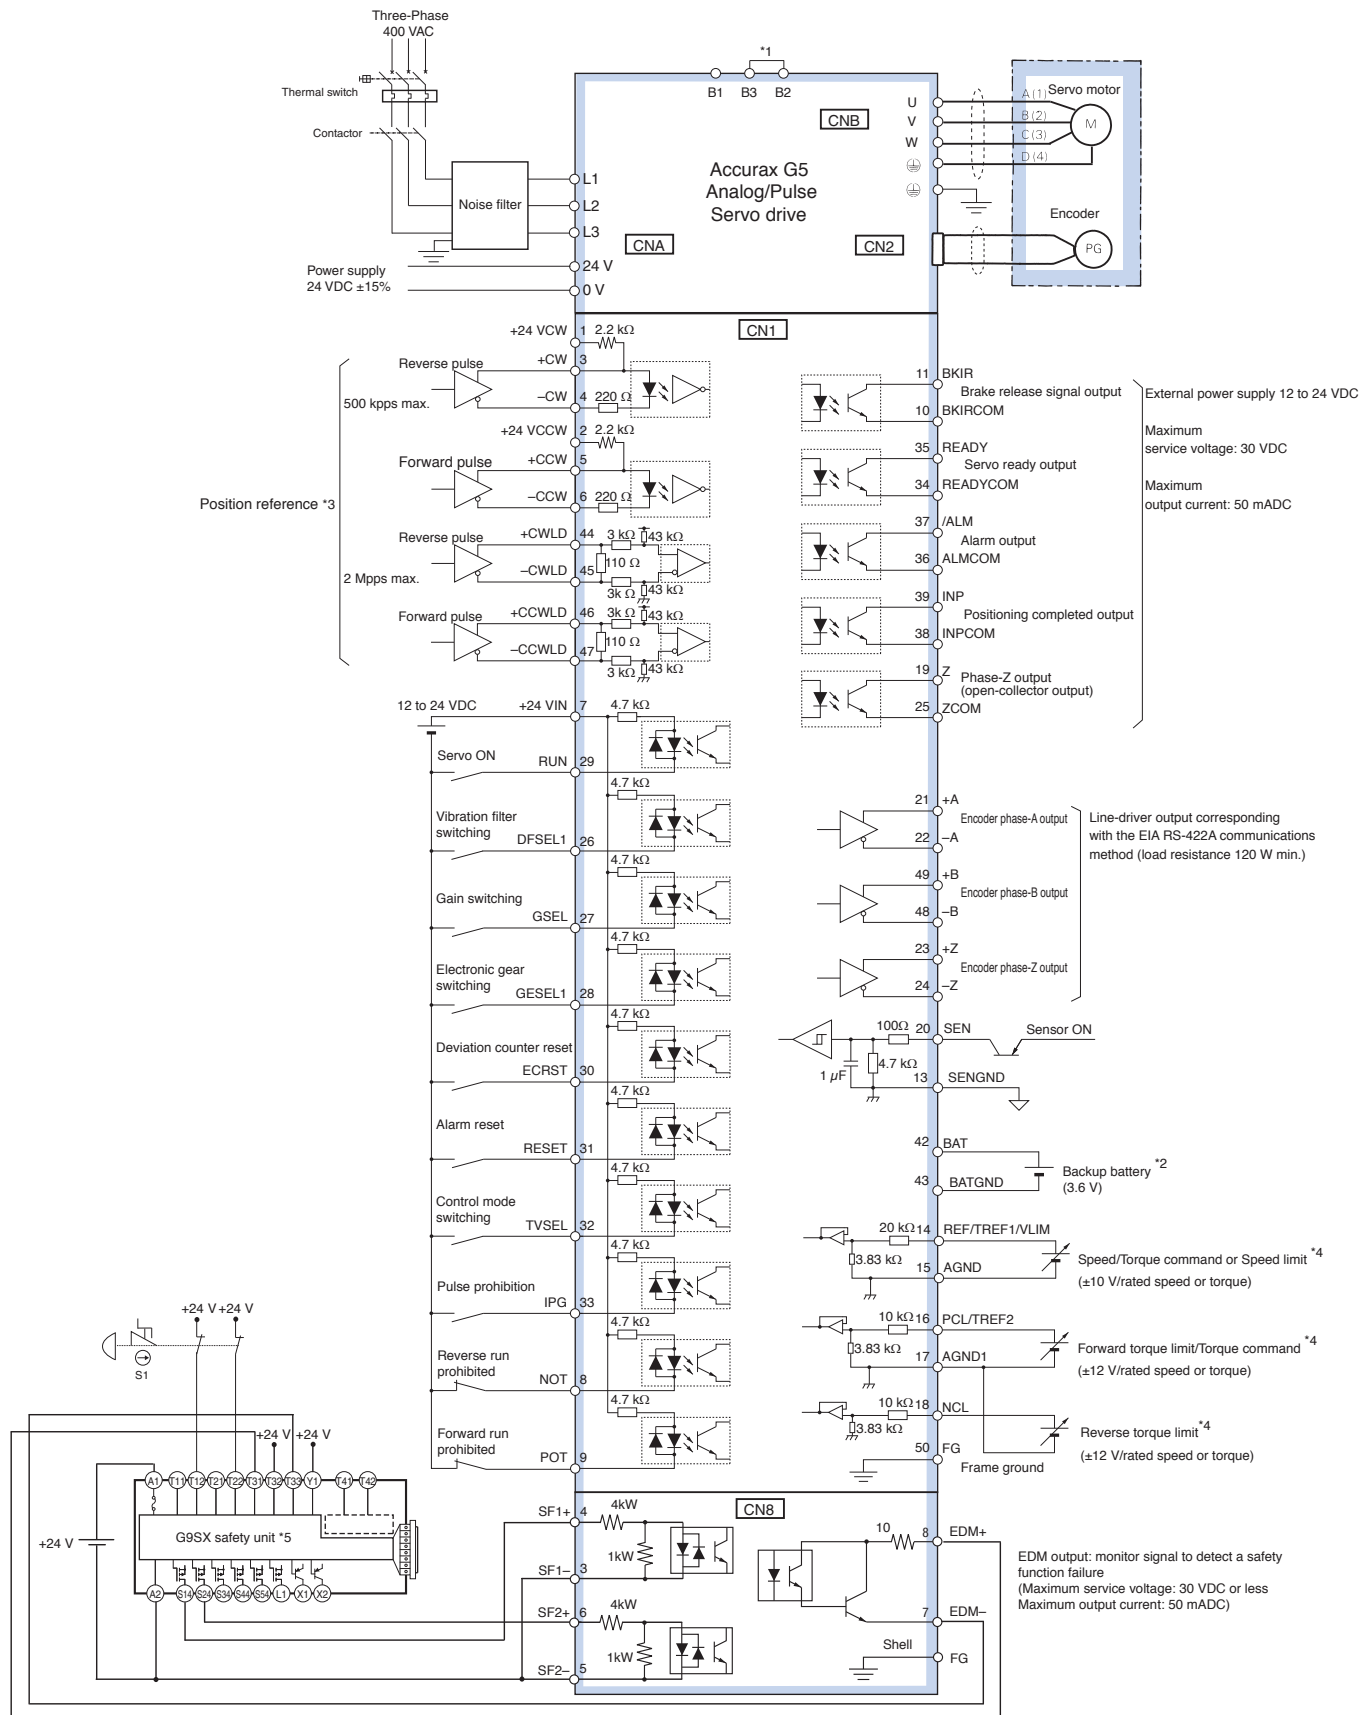 Three-Phase
400 VAC
Thermal switch
Contactor
Noise filter
L1
L2
L3
Power supply
24 VDC ±15%
24 V
0 V
*1
B1 B3 B2
CNB
Accurax G5
Analog/Pulse
Servo drive
CNA
CN2
U
V
W
A (1)
B (2)
C (3)
D (4)
Servo motor
M
Encoder
PG
CN1
Position reference *3
500 kpps max.
2 Mpps max.
+24 VCW 1 2.2 kΩ
Reverse pulse
+CW 3
–CW 4 220 Ω
+24 VCCW 2 2.2 kΩ
Forward pulse
+CCW 5
–CCW 6 220 Ω
Reverse pulse
+CWLD 44 3 kΩ 43 kΩ
110 Ω
–CWLD 45
3k Ω 43 kΩ
Forward pulse
+CCWLD 46 3k Ω 43 kΩ
110 Ω
–CCWLD 47
3 kΩ 43 kΩ
12 to 24 VDC
+24 VIN 7 4.7 kΩ
Servo ON
RUN 29
4.7 kΩ
Vibration filter
switching
DFSEL1 26
4.7 kΩ
Gain switching
GSEL 27
4.7 kΩ
Electronic gear
switching
GESEL1 28
4.7 kΩ
Deviation counter reset
ECRST 30
4.7 kΩ
Alarm reset
RESET 31
4.7 kΩ
Control mode
switching
TVSEL 32
4.7 kΩ
Pulse prohibition
IPG 33
4.7 kΩ
Reverse run
prohibited
NOT 8
4.7 kΩ
Forward run
prohibited
POT 9
11 BKIR
Brake release signal output
10 BKIRCOM
35 READY
Servo ready output
34 READYCOM
37 /ALM
Alarm output
36 ALMCOM
39 INP
Positioning completed output
38 INPCOM
19 Z
Phase-Z output
(open-collector output)
25 ZCOM
External power supply 12 to 24 VDC
Maximum
service voltage: 30 VDC
Maximum
output current: 50 mADC
21 +A
Encoder phase-A output
22 –A
49 +B
Encoder phase-B output
48 –B
23 +Z
Encoder phase-Z output
24 –Z
Line-driver output corresponding
with the EIA RS-422A communications
method (load resistance 120 W min.)
100Ω 20 SEN
Sensor ON
4.7 kΩ
1 µF
13 SENGND
42 BAT
Backup battery *2
(3.6 V)
43 BATGND
20 kΩ 14 REF/TREF1/VLIM
3.83 kΩ
15 AGND
Speed/Torque command or Speed limit *4
(±10 V/rated speed or torque)
10 kΩ 16 PCL/TREF2
3.83 kΩ
17 AGND1
Forward torque limit/Torque command *4
(±12 V/rated speed or torque)
10 kΩ 18 NCL
3.83 kΩ
Reverse torque limit *4
(±12 V/rated speed or torque)
50 FG
Frame ground
+24 V +24 V
S1
+24 V +24 V
A1 T11 T12 T21 T22 T31 T32 T33 Y1 T41 T42
G9SX safety unit *5
+24 V
A2 S14 S24 S34 S44 S54 L1 X1 X2
CN8
SF1+ 4 4kW
1kW
SF1– 3
SF2+ 6 4kW
1kW
SF2– 5
10 8 EDM+
7 EDM–
Shell
FG
EDM output: monitor signal to detect a safety
function failure
(Maximum service voltage: 30 VDC or less
Maximum output current: 50 mADC)